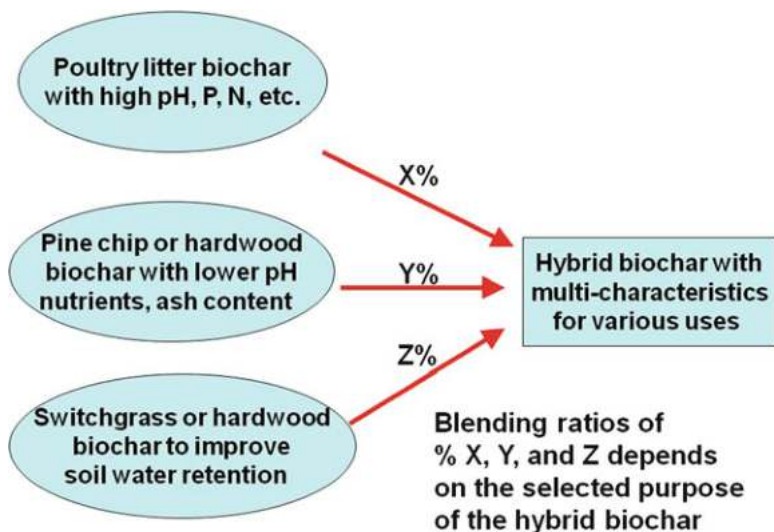 Poultry litter biochar
with high pH, P, N, etc.
X%
Pine chip or hardwood
biochar with lower pH
nutrients, ash content
Y%
Hybrid biochar with
multi-characteristics
for various uses
Z%
Switchgrass or hardwood
biochar to improve
soil water retention
Blending ratios of
% X, Y, and Z depends
on the selected purpose
of the hybrid biochar